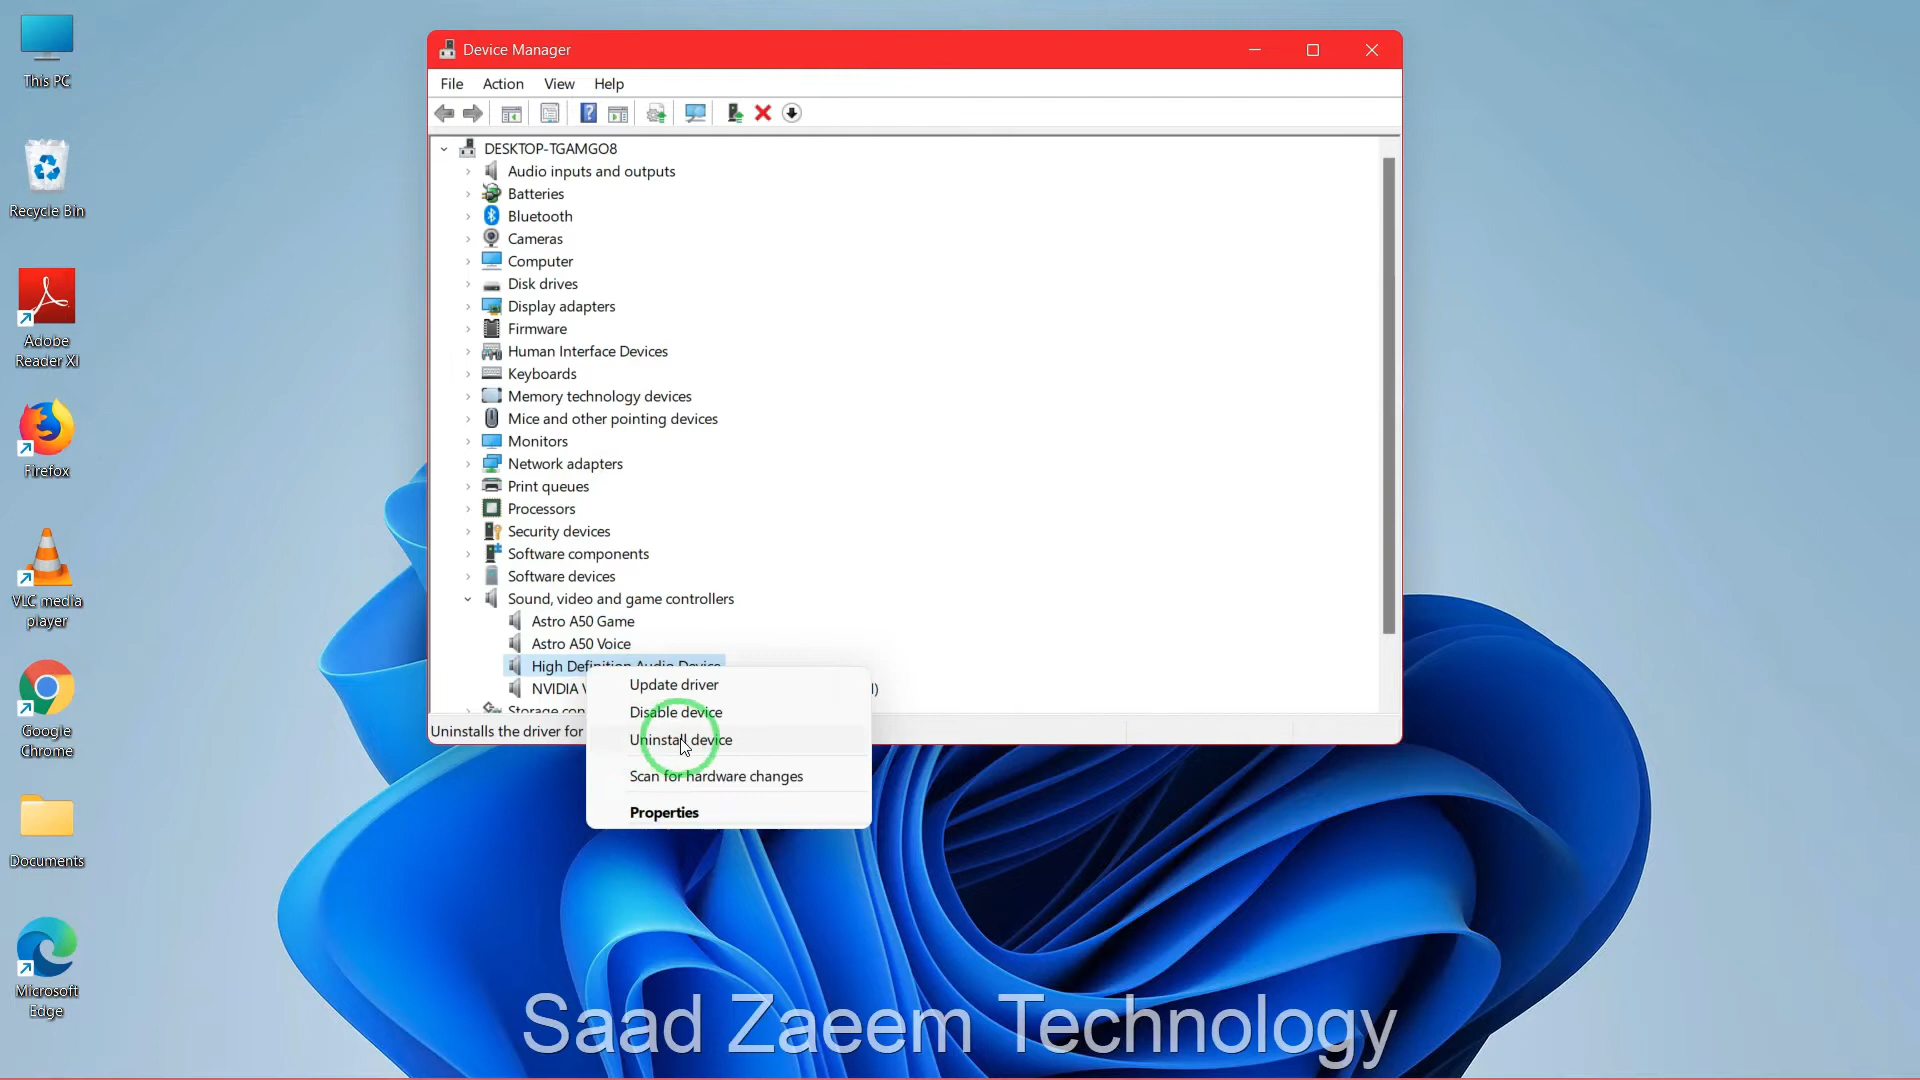 This PC
Recycle Bin
Adobe
Reader XI
Firefox
VLC media
player
Google
Chrome
Documents
Microsoft
Edge
Device Manager
File Action View Help
DESKTOP-TGAMGO8
Audio inputs and outputs
Batteries
Bluetooth
Cameras
Computer
Disk drives
Display adapters
Firmware
Human Interface Devices
Keyboards
Memory technology devices
Mice and other pointing devices
Monitors
Network adapters
Print queues
Processors
Security devices
Software components
Software devices
Sound, video and game controllers
Astro A50 Game
Astro A50 Voice
High Definition Audio Device
NVIDIA
Storage
Uninstalls the driver for
Update driver
Disable device
Uninstall device
Scan for hardware changes
Properties
Saad Zaeem Technology